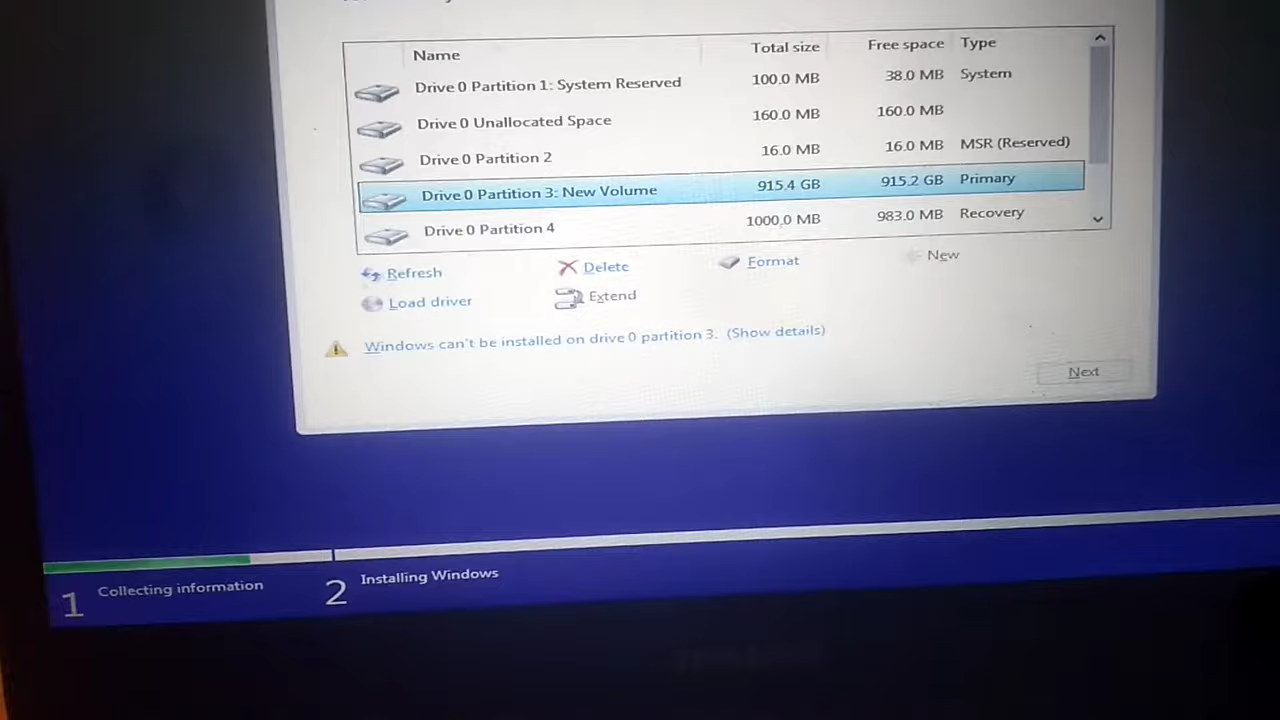 Name Total size Free space Type
Drive 0 Partition 1: System Reserved 100.0 MB 38.0 MB System
Drive 0 Unallocated Space 160.0 MB 160.0 MB
Drive 0 Partition 2 16.0 MB 16.0 MB MSR (Reserved)
Drive 0 Partition 3: New Volume 915.4 GB 915.2 GB Primary
Drive 0 Partition 4 1000.0 MB 983.0 MB Recovery
Refresh Delete Format New
Load driver Extend
Windows can't be installed on drive 0 partition 3. (Show details)
Next
1 Collecting information 2 Installing Windows